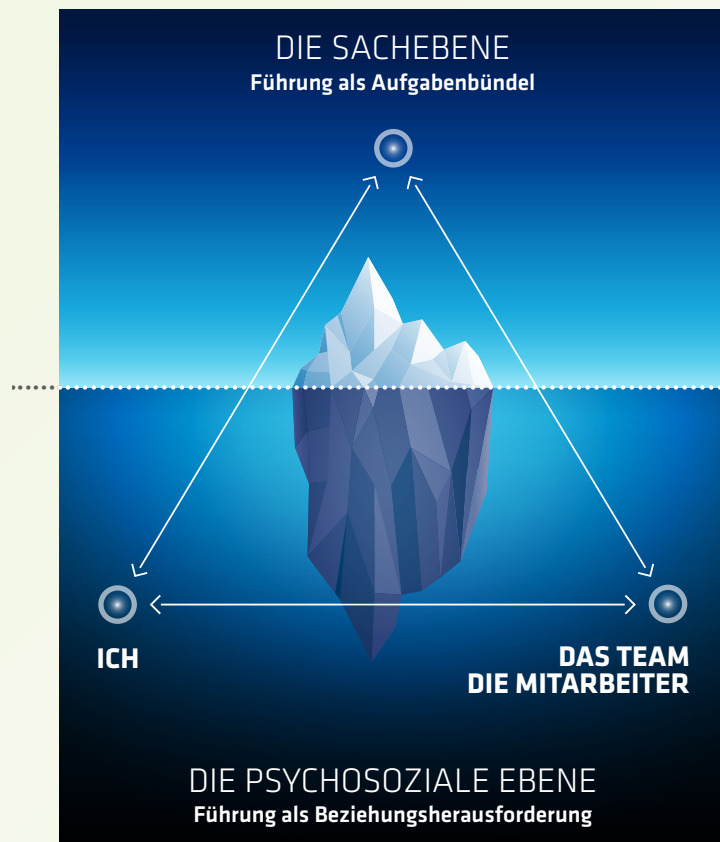 DIE SACHEBENE
Führung als Aufgabenbündel
ICH
DAS TEAM
DIE MITARBEITER
DIE PSYCHOSOZIALE EBENE
Führung als Beziehungsherausforderung